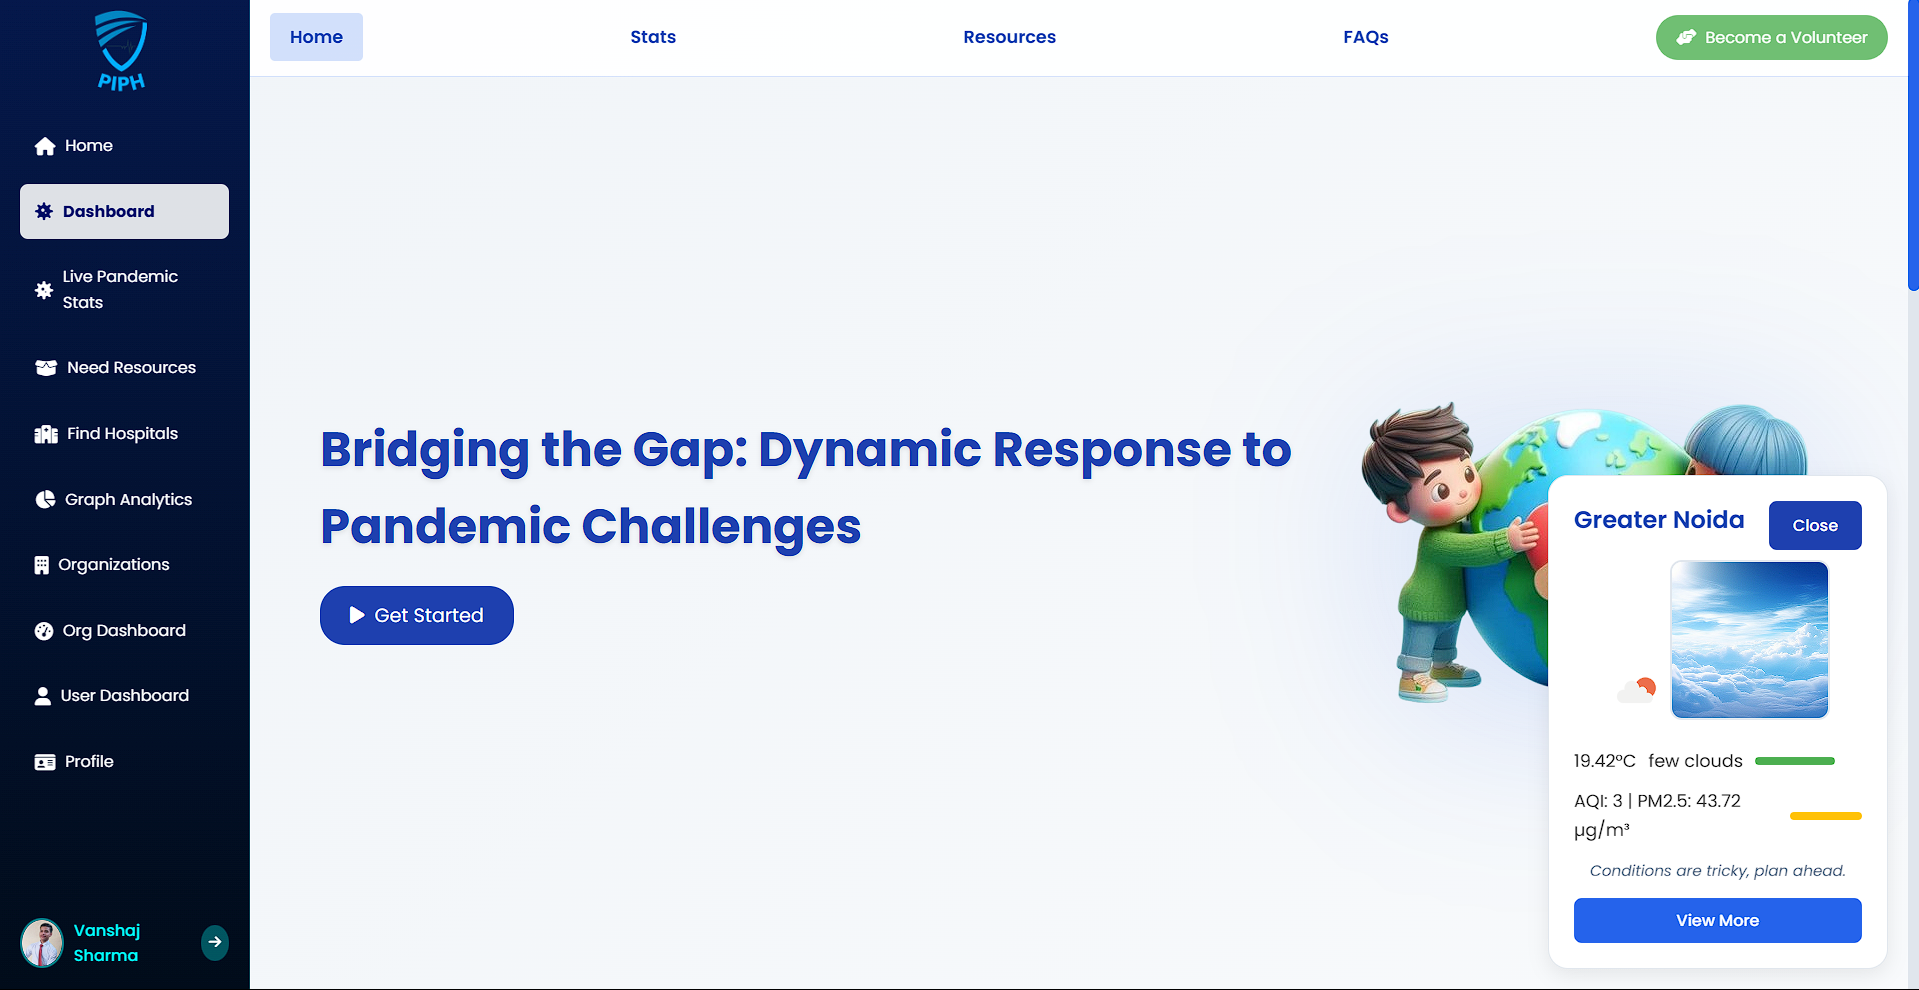 PIPH
Home
Dashboard
Live Pandemic
Stats
Need Resources
Find Hospitals
Graph Analytics
Organizations
Org Dashboard
User Dashboard
Profile
Vanshaj
Sharma
Home
Stats
Resources
FAQs
Become a Volunteer
Bridging the Gap: Dynamic Response to
Pandemic Challenges
Get Started
Greater Noida
Close
19.42°C few clouds
AQI: 3 | PM2.5: 43.72
µg/m³
Conditions are tricky, plan ahead.
View More